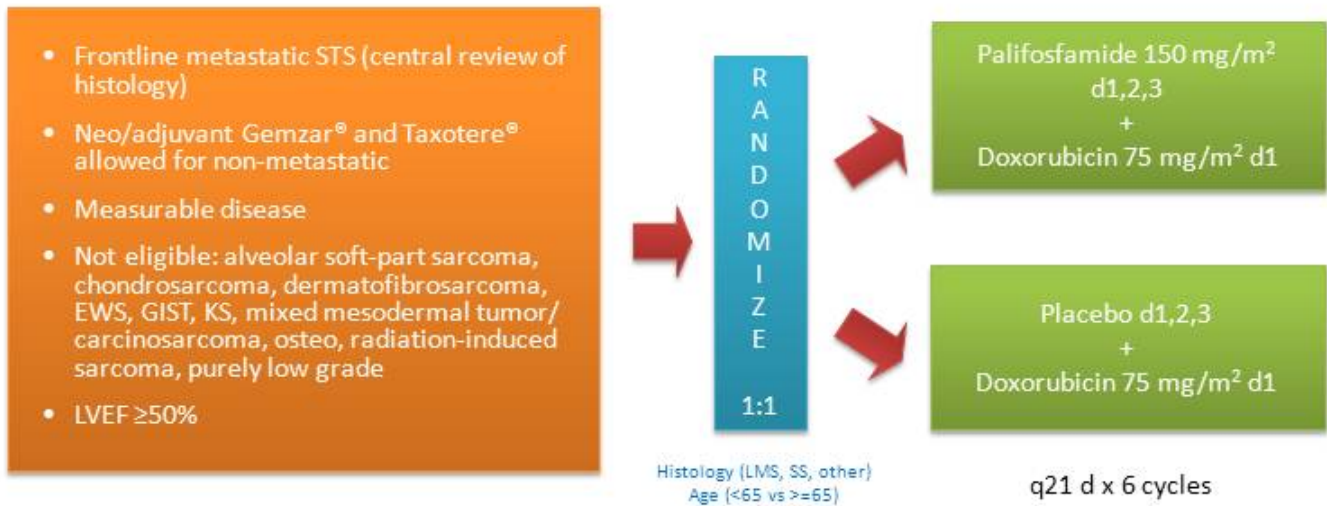 • Frontline metastatic STS (central review of
histology)
• Neo/adjuvant Gemzar® and Taxotere®
allowed for non-metastatic
• Measurable disease
• Not eligible: alveolar soft-part sarcoma,
chondrosarcoma, dermatofibrosarcoma,
EWS, GIST, KS, mixed mesodermal tumor/
carcinosarcoma, osteo, radiation-induced
sarcoma, purely low grade
• LVEF ≥50%
R
A
N
D
O
M
I
Z
E
1:1
Histology (LMS, SS, other)
Age (<65 vs >=65)
Palifosfamide 150 mg/m²
d1,2,3
+
Doxorubicin 75 mg/m² d1
Placebo d1,2,3
+
Doxorubicin 75 mg/m² d1
q21 d x 6 cycles